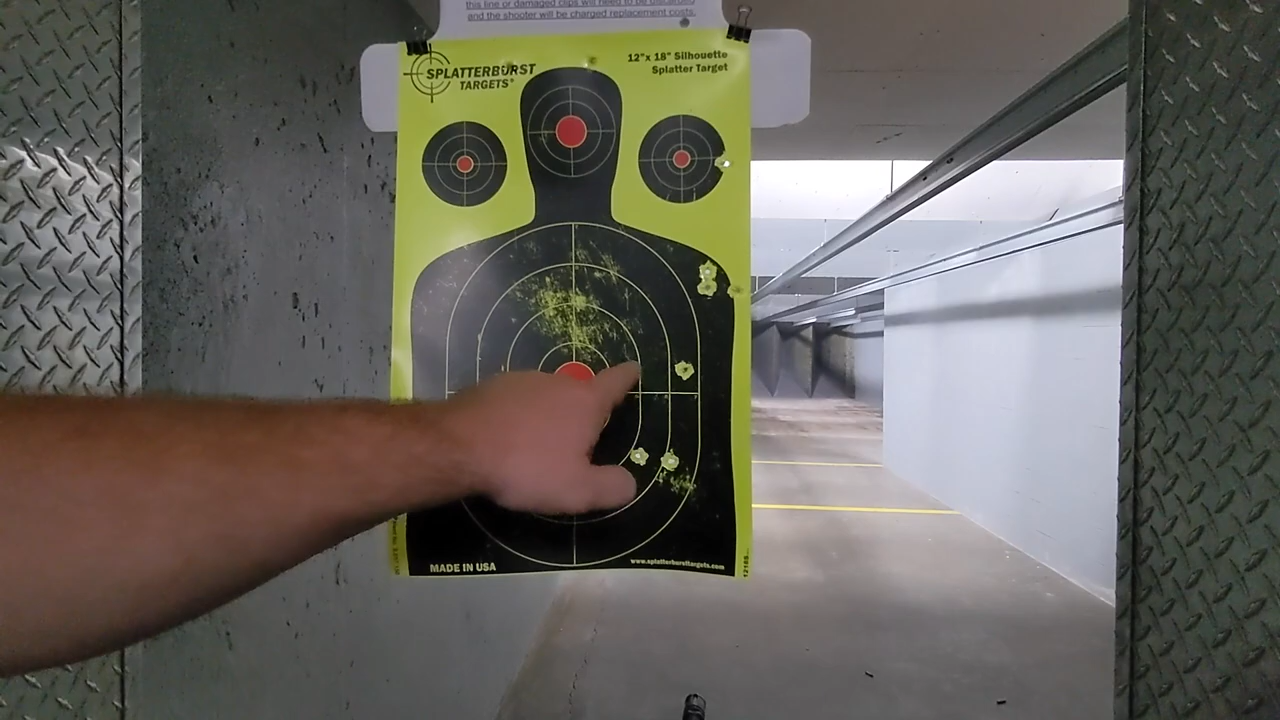 this line or damaged clips will need to be discarded
and the shooter will be charged replacement costs.
SPLATTERBURST
TARGETS®
12"x 18" Silhouette
Splatter Target
MADE IN USA
www.splatterbursttargets.com